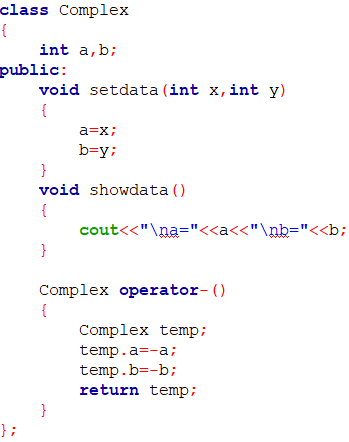 class Complex
{
    int a,b;
public:
    void setdata(int x,int y)
    {
        a=x;
        b=y;
    }
    void showdata()
    {
        cout<<"\na="<<a<<"\nb="<<b;
    }

    Complex operator-()
    {
        Complex temp;
        temp.a=-a;
        temp.b=-b;
        return temp;
    }
};